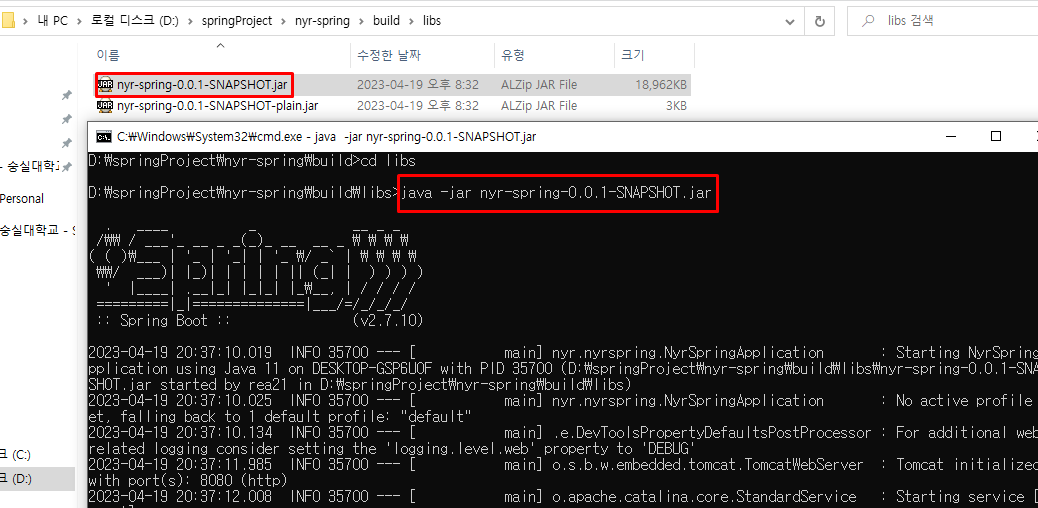 내 PC > 로컬 디스크 (D:) > springProject > nyr-spring > build > libs
libs 검색
이름 수정한 날짜 유형 크기
nyr-spring-0.0.1-SNAPSHOT.jar 2023-04-19 오후 8:32 ALZip JAR File 18,962KB
nyr-spring-0.0.1-SNAPSHOT-plain.jar 2023-04-19 오후 8:32 ALZip JAR File 3KB
- 숭실대학교
Personal
숭실대학교 - S
크 (C:)
크 (D:)
C:₩Windows₩System32₩cmd.exe - java  -jar nyr-spring-0.0.1-SNAPSHOT.jar
D:₩springProject₩nyr-spring₩build>cd libs
D:₩springProject₩nyr-spring₩build₩libs>java -jar nyr-spring-0.0.1-SNAPSHOT.jar
:: Spring Boot ::                (v2.7.10)
2023-04-19 20:37:10.019  INFO 35700 --- [           main] nyr.nyrspring.NyrSpringApplication       : Starting NyrSpring
pplication using Java 11 on DESKTOP-GSP6U0F with PID 35700 (D:₩springProject₩nyr-spring₩build₩libs₩nyr-spring-0.0.1-SNA
SHOT.jar started by rea21 in D:₩springProject₩nyr-spring₩build₩libs)
2023-04-19 20:37:10.025  INFO 35700 --- [           main] nyr.nyrspring.NyrSpringApplication       : No active profile
et, falling back to 1 default profile: "default"
2023-04-19 20:37:10.134  INFO 35700 --- [           main] .e.DevToolsPropertyDefaultsPostProcessor : For additional web
related logging consider setting the 'logging.level.web' property to 'DEBUG'
2023-04-19 20:37:11.985  INFO 35700 --- [           main] o.s.b.w.embedded.tomcat.TomcatWebServer  : Tomcat initialized
with port(s): 8080 (http)
2023-04-19 20:37:12.008  INFO 35700 --- [           main] o.apache.catalina.core.StandardService   : Starting service [